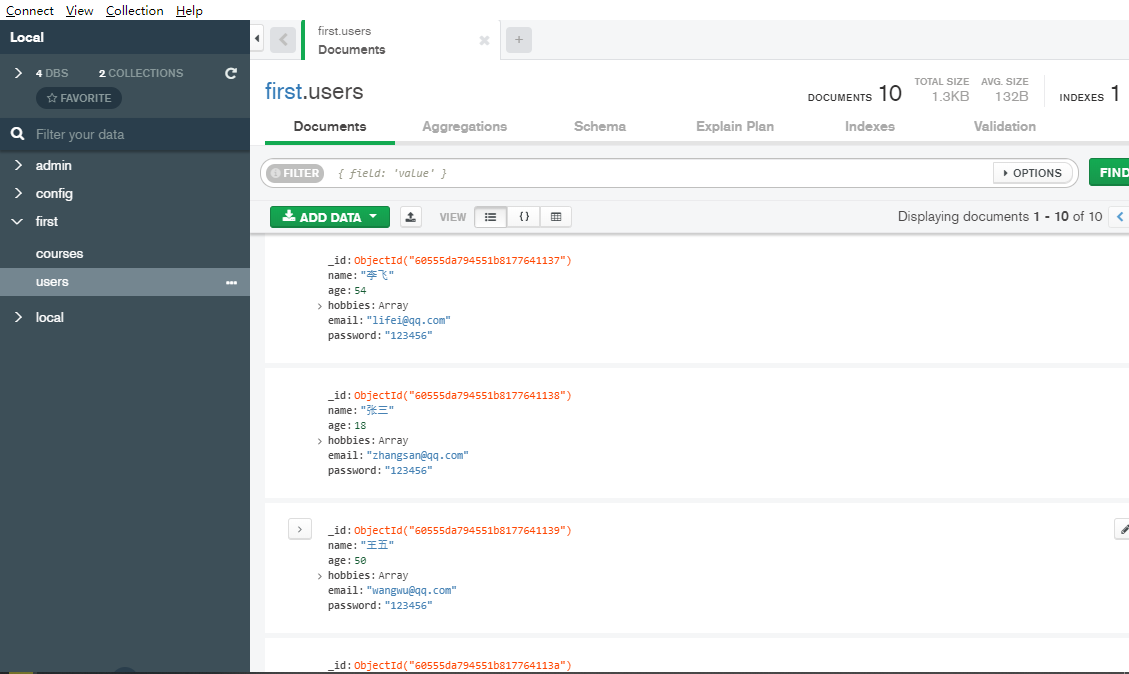 Connect View Collection Help
Local
4 DBS 2 COLLECTIONS
FAVORITE
Filter your data
admin
config
first
courses
users
local
first.users
Documents
first.users
DOCUMENTS 10 TOTAL SIZE 1.3KB AVG. SIZE 132B INDEXES 1
Documents Aggregations Schema Explain Plan Indexes Validation
FILTER { field: 'value' } OPTIONS FIND
ADD DATA VIEW {} Displaying documents 1 - 10 of 10
_id: ObjectId("60555da794551b8177641137")
name: "李飞"
age: 54
hobbies: Array
email: "lifei@qq.com"
password: "123456"
_id: ObjectId("60555da794551b8177641138")
name: "张三"
age: 18
hobbies: Array
email: "zhangsan@qq.com"
password: "123456"
_id: ObjectId("60555da794551b8177641139")
name: "王五"
age: 50
hobbies: Array
email: "wangwu@qq.com"
password: "123456"
_id: ObjectId("60555da794551b817764113a")